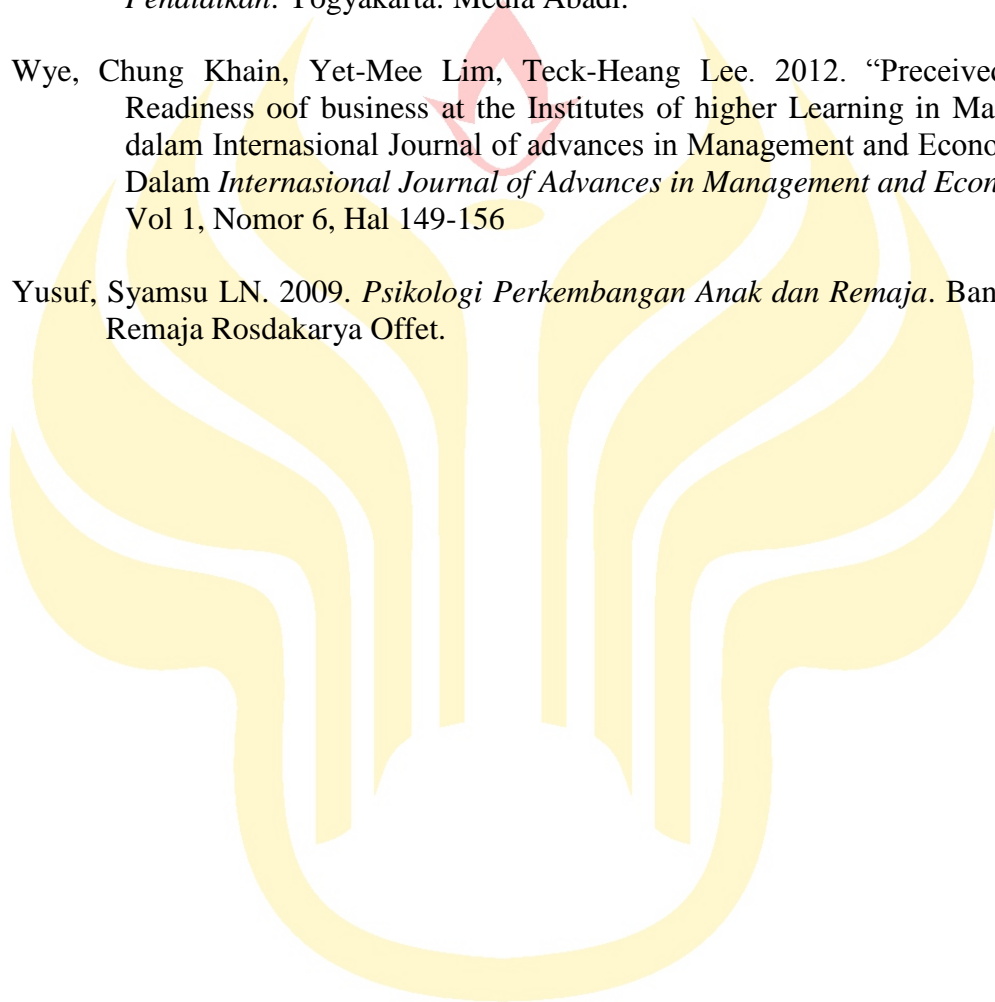 Pendidikan. Yogyakarta: Media Abadi.
Wye, Chung Khain, Yet-Mee Lim, Teck-Heang Lee. 2012. “Preceived
Readiness oof business at the Institutes of higher Learning in Ma
dalam Internasional Journal of advances in Management and Econo
Dalam Internasional Journal of Advances in Management and Econ
Vol 1, Nomor 6, Hal 149-156
Yusuf, Syamsu LN. 2009. Psikologi Perkembangan Anak dan Remaja. Ban
Remaja Rosdakarya Offet.